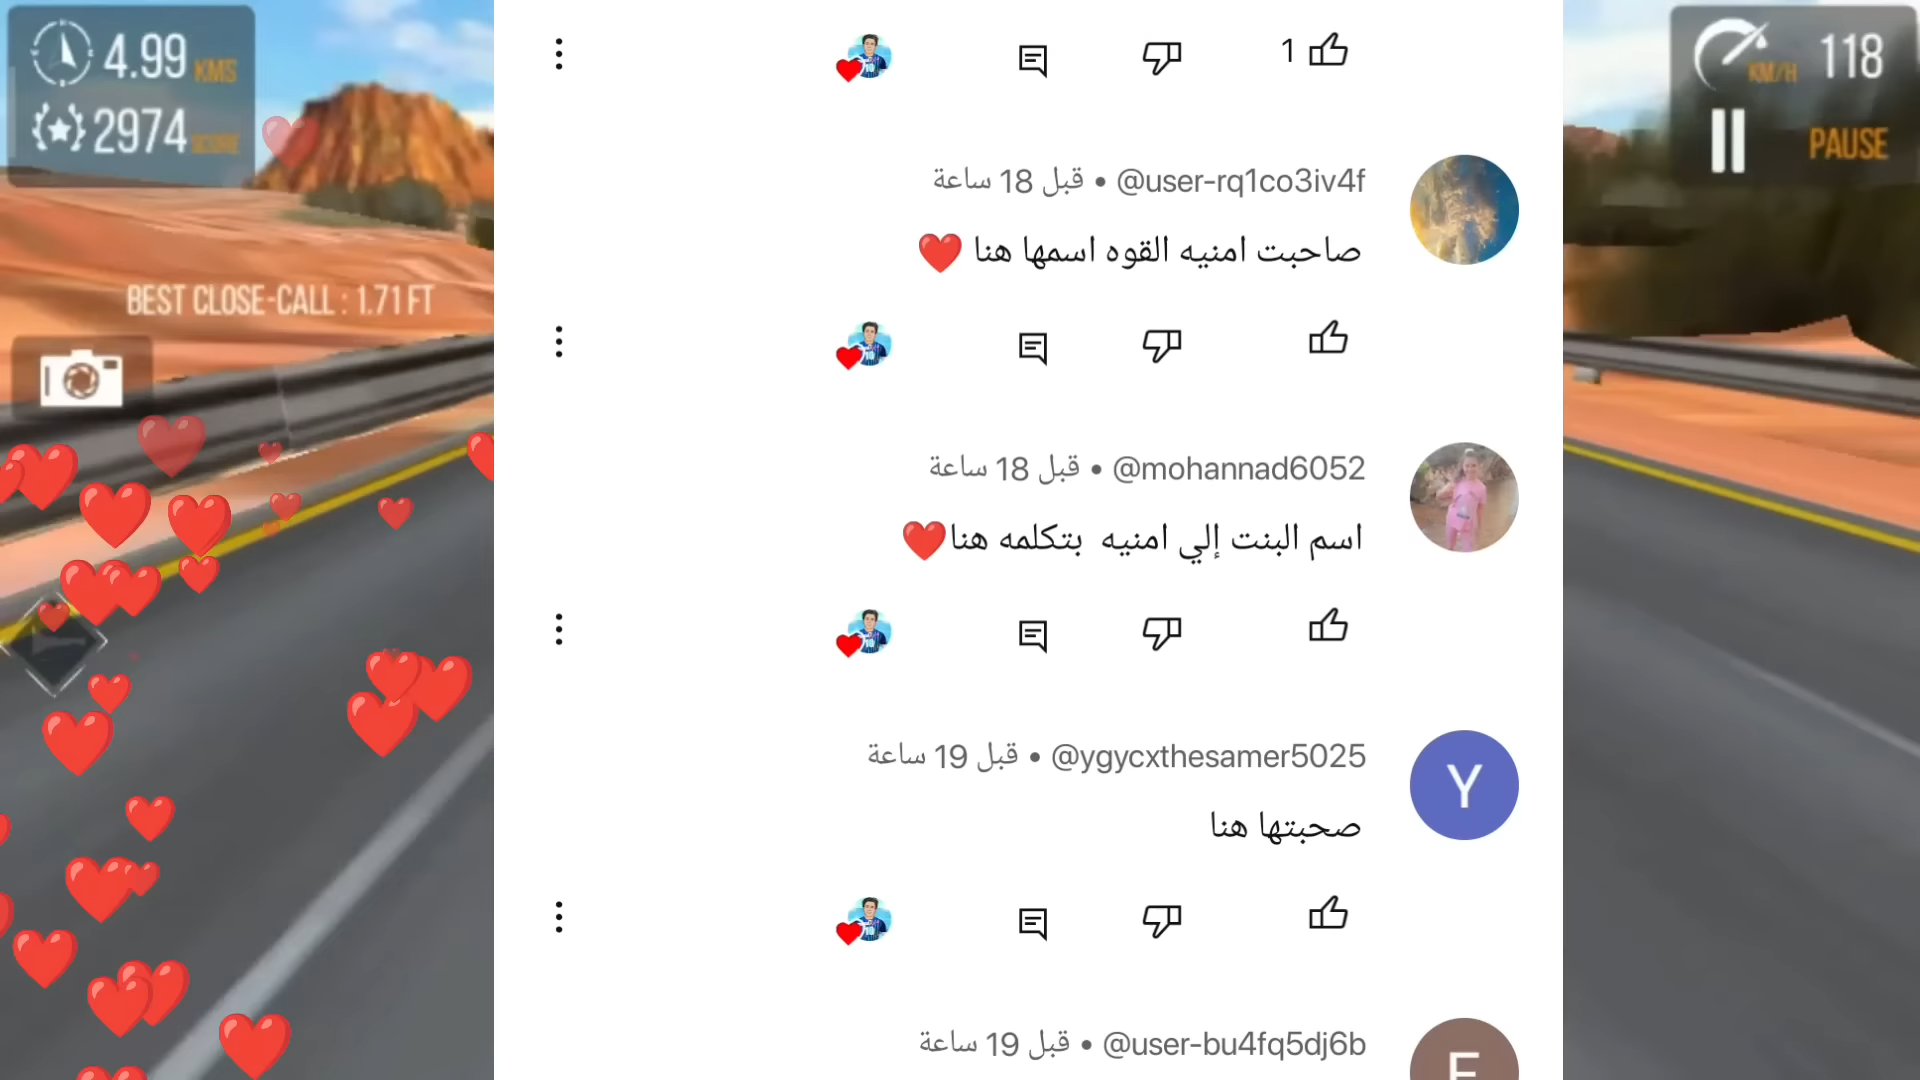 4.99 KMS
2974 SCORE
BEST CLOSE-CALL : 1.71 FT
1
@user-rq1co3iv4f • قبل 18 ساعة
صاحبت امنيه القوه اسمها هنا ❤️
@mohannad6052 • قبل 18 ساعة
اسم البنت إلي امنيه بتكلمه هنا❤️
@ygycxthesamer5025 • قبل 19 ساعة
Y
صحبتها هنا
@user-bu4fq5dj6b • قبل 19 ساعة
118 KM/H
PAUSE